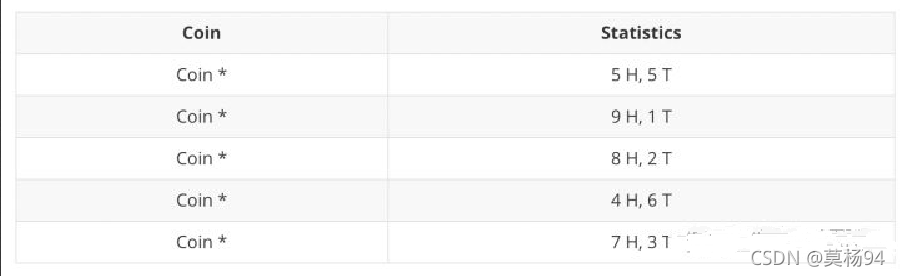 Coin Statistics
Coin * 5 H, 5 T
Coin * 9 H, 1 T
Coin * 8 H, 2 T
Coin * 4 H, 6 T
Coin * 7 H, 3 T
CSDN @莫杨94